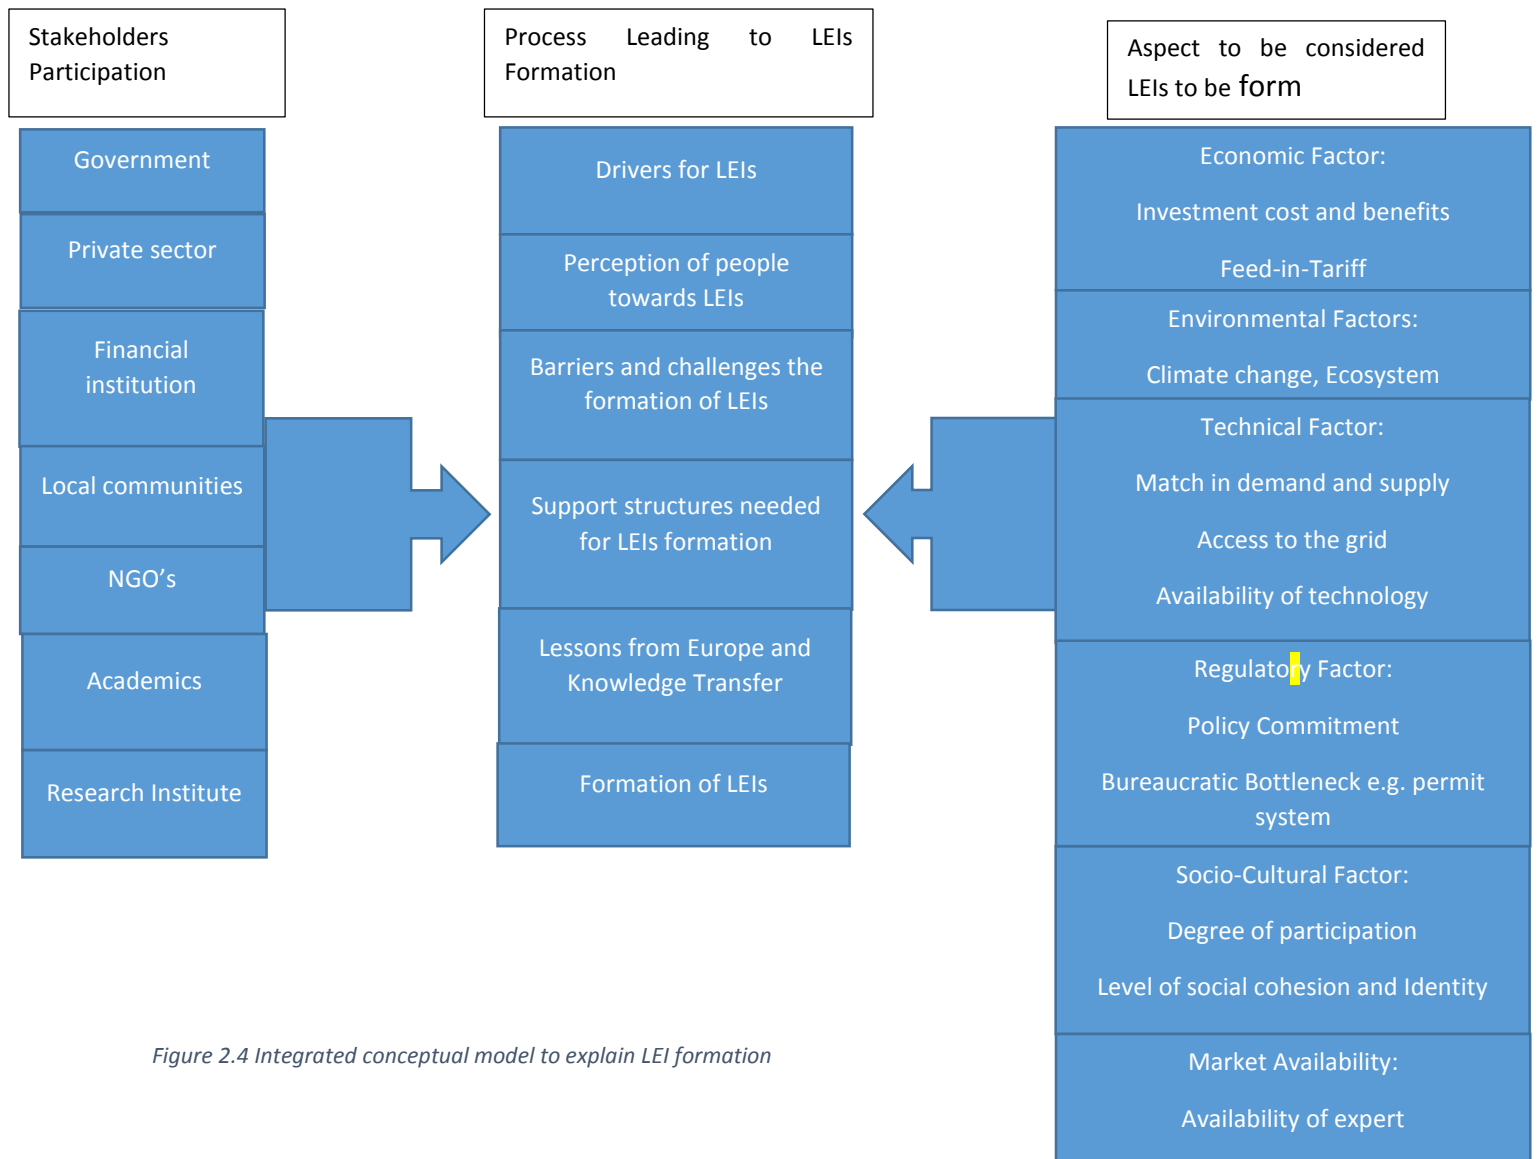 Stakeholders
Participation
Government
Private sector
Financial
institution
Local communities
NGO’s
Academics
Research Institute
Process Leading to LEIs
Formation
Drivers for LEIs
Perception of people
towards LEIs
Barriers and challenges the
formation of LEIs
Support structures needed
for LEIs formation
Lessons from Europe and
Knowledge Transfer
Formation of LEIs
Aspect to be considered
LEIs to be form
Economic Factor:
Investment cost and benefits
Feed-in-Tariff
Environmental Factors:
Climate change, Ecosystem
Technical Factor:
Match in demand and supply
Access to the grid
Availability of technology
Regulatory Factor:
Policy Commitment
Bureaucratic Bottleneck e.g. permit
system
Socio-Cultural Factor:
Degree of participation
Level of social cohesion and Identity
Market Availability:
Availability of expert
Figure 2.4 Integrated conceptual model to explain LEI formation